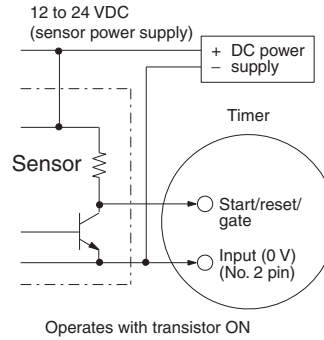 12 to 24 VDC
(sensor power supply)
+ DC power
− supply
Timer
Sensor
Start/reset/
gate
Input (0 V)
(No. 2 pin)
Operates with transistor ON